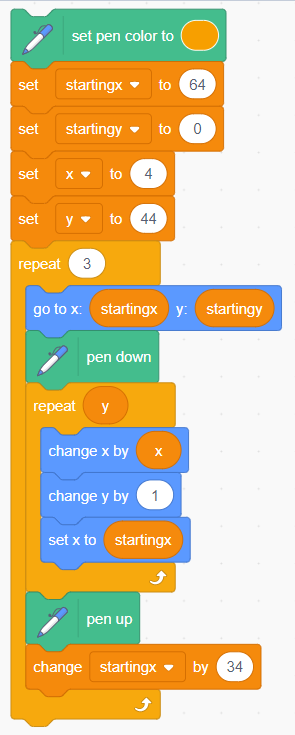 set pen color to
set startingx to 64
set startingy to 0
set x to 4
set y to 44
repeat 3
go to x: startingx y: startingy
pen down
repeat y
change x by x
change y by 1
set x to startingx
pen up
change startingx by 34